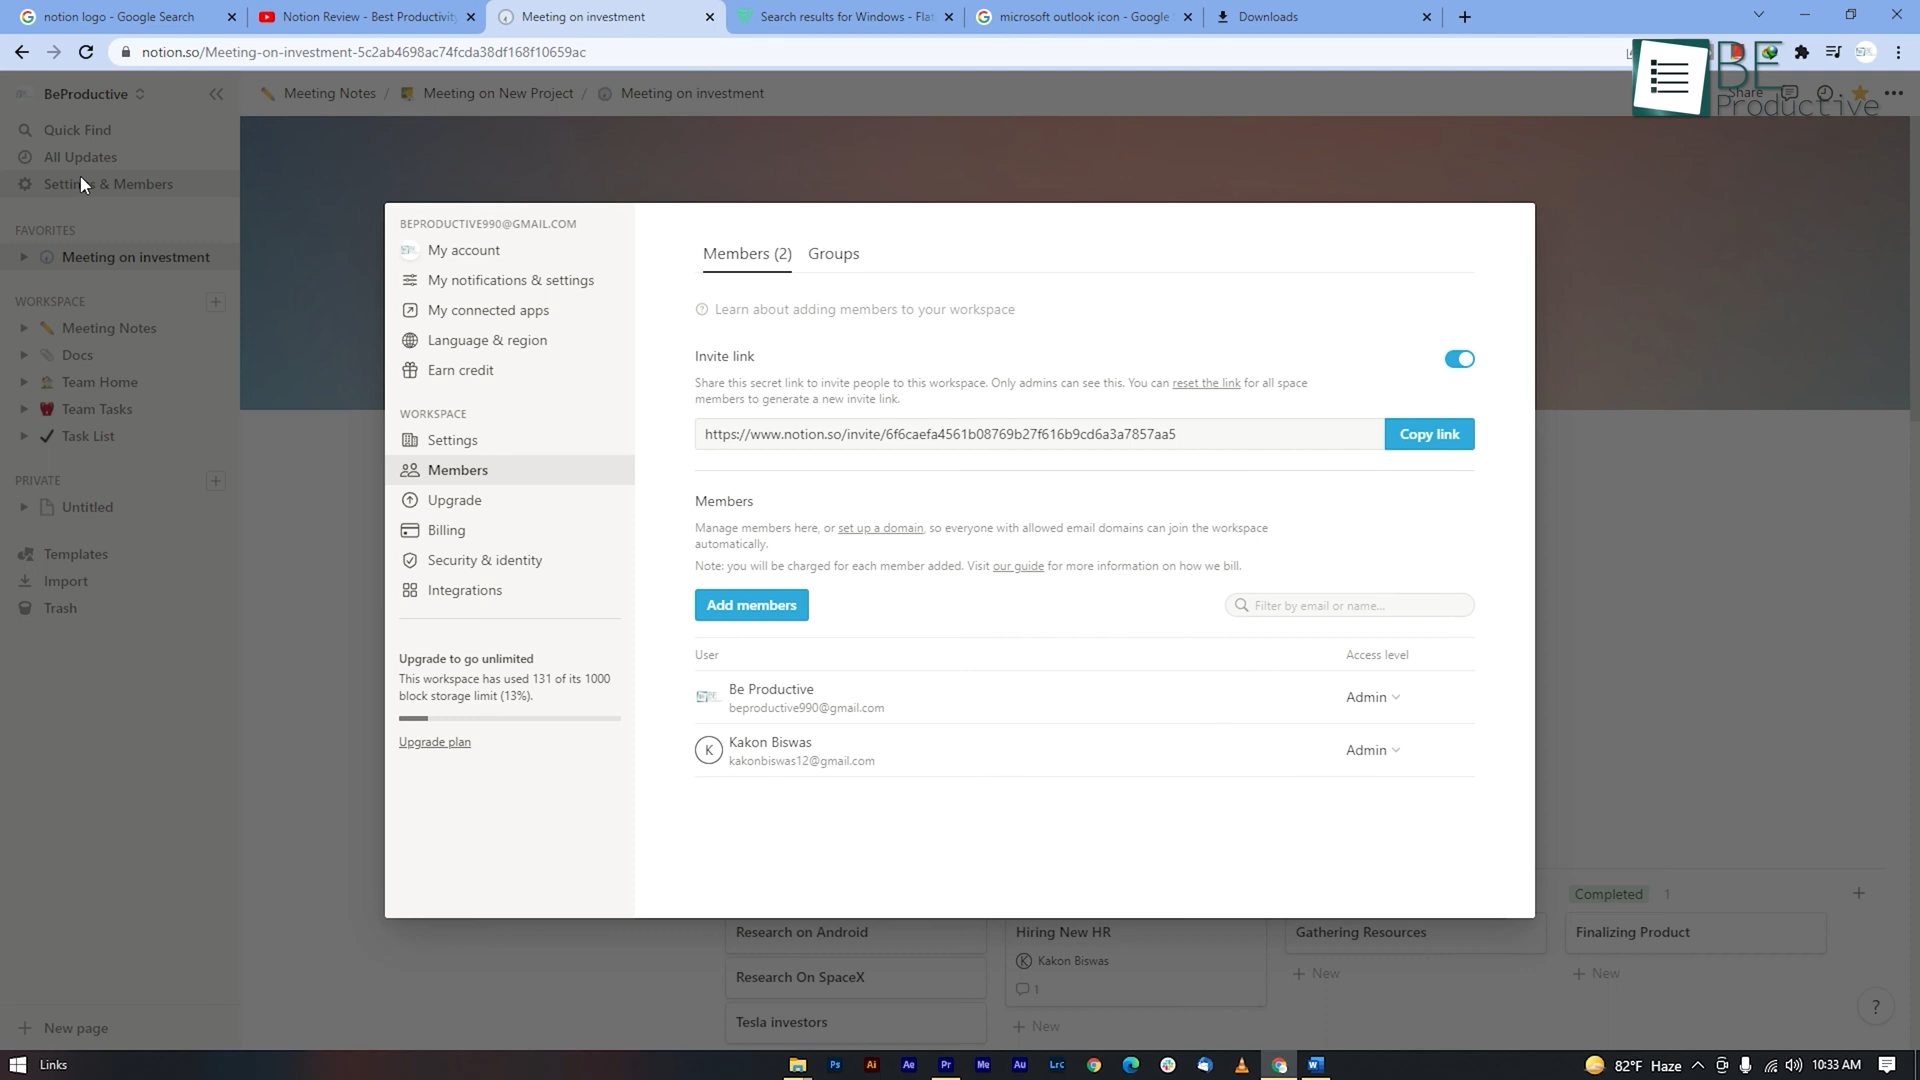 notion logo - Google Search
Notion Review - Best Productivity
Meeting on investment
Search results for Windows - Flat
microsoft outlook icon - Google
Downloads
notion.so/Meeting-on-investment-5c2ab4698ac74fcda38df168f10659ac
BE
Productive
BeProductive
Meeting Notes / Meeting on New Project / Meeting on investment
Share
Quick Find
All Updates
Settings & Members
FAVORITES
Meeting on investment
WORKSPACE
Meeting Notes
Docs
Team Home
Team Tasks
Task List
PRIVATE
Untitled
Templates
Import
Trash
New page
BEPRODUCTIVE990@GMAIL.COM
My account
My notifications & settings
My connected apps
Language & region
Earn credit
WORKSPACE
Settings
Members
Upgrade
Billing
Security & identity
Integrations
Upgrade to go unlimited
This workspace has used 131 of its 1000
block storage limit (13%).
Upgrade plan
Members (2) Groups
Learn about adding members to your workspace
Invite link
Share this secret link to invite people to this workspace. Only admins can see this. You can reset the link for all space
members to generate a new invite link.
https://www.notion.so/invite/6f6caefa4561b08769b27f616b9cd6a3a7857aa5
Copy link
Members
Manage members here, or set up a domain, so everyone with allowed email domains can join the workspace
automatically.
Note: you will be charged for each member added. Visit our guide for more information on how we bill.
Add members
Filter by email or name...
User Access level
Be Productive
beproductive990@gmail.com
Admin
K
Kakon Biswas
kakonbiswas12@gmail.com
Admin
Completed 1
Research on Android
Research On SpaceX
Tesla investors
Hiring New HR
K Kakon Biswas
1
+ New
Gathering Resources
+ New
Finalizing Product
+ New
?
Links
Ps Ai Ae Pr Me Au Lrc
82°F Haze
10:33 AM